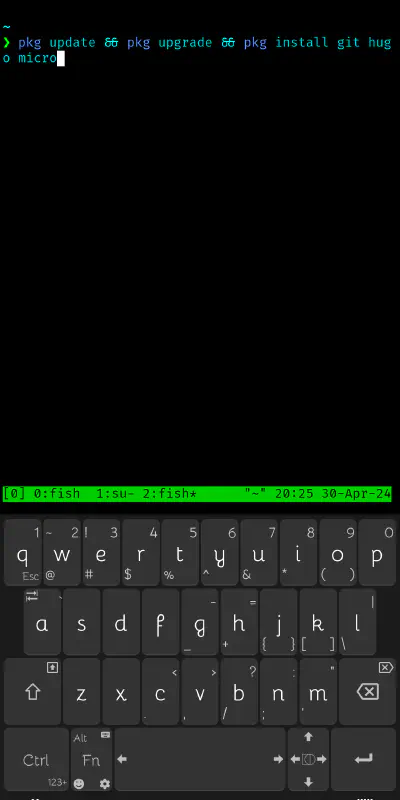 ~
❯ pkg update && pkg upgrade && pkg install git hug
o micro
[0] 0:fish  1:su- 2:fish*       "~" 20:25 30-Apr-24
1 ~ 2 ! 3 4 5 6 7 8 9 0
q w e r t y u i o p
Esc @ # $ % ^ & * ( )
` - = |
a s d f g h j k l
_ + { } [ ] \
< > ? : "
z x c v b n m
. , / ; '
Alt
Ctrl Fn
123+